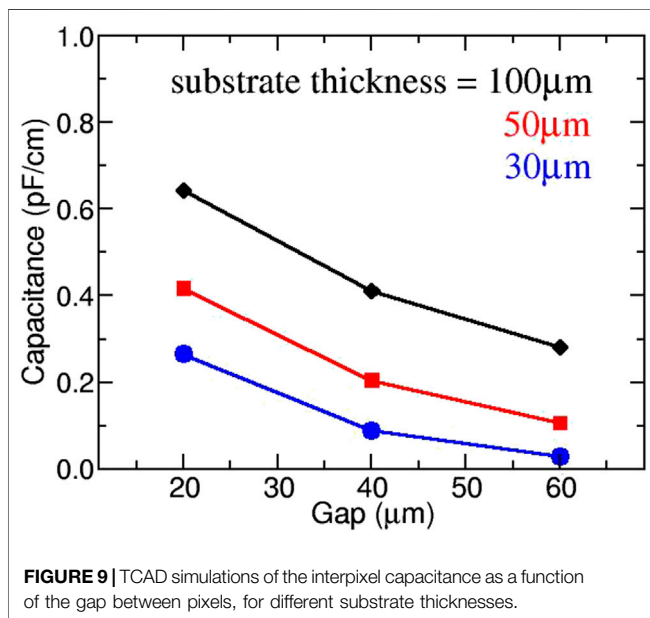 1.0
substrate thickness = 100μm
0.8
50μm
30μm
0.6
Capacitance (pF/cm)
0.4
0.2
0.0
20 30 40 50 60
Gap (μm)
FIGURE 9 | TCAD simulations of the interpixel capacitance as a function
of the gap between pixels, for different substrate thicknesses.